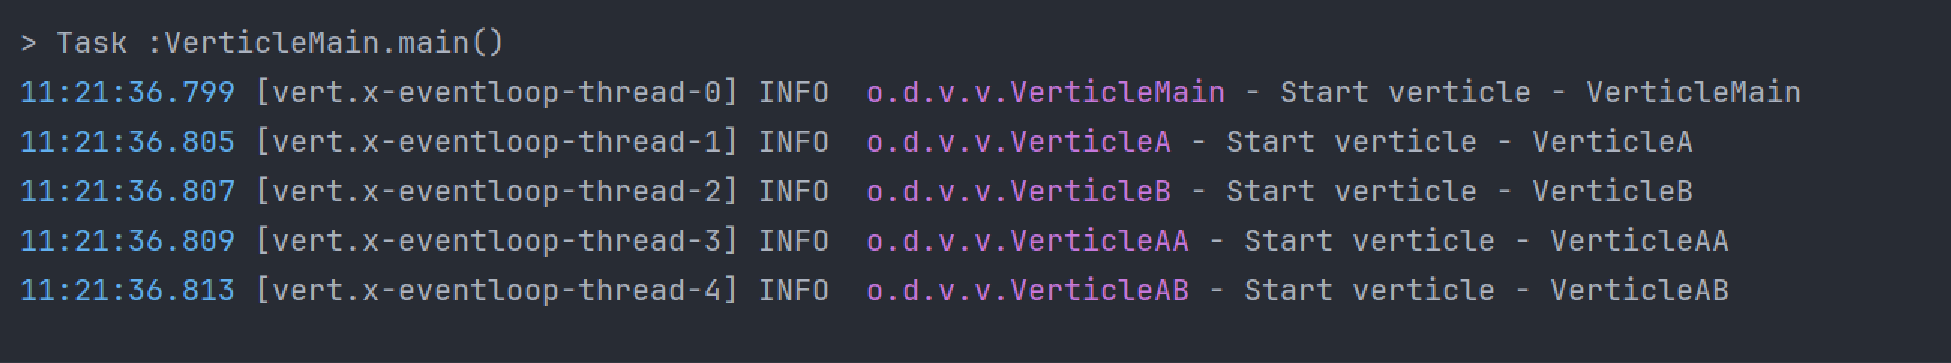 > Task :VerticleMain.main()
11:21:36.799 [vert.x-eventloop-thread-0] INFO  o.d.v.v.VerticleMain - Start verticle - VerticleMain
11:21:36.805 [vert.x-eventloop-thread-1] INFO  o.d.v.v.VerticleA - Start verticle - VerticleA
11:21:36.807 [vert.x-eventloop-thread-2] INFO  o.d.v.v.VerticleB - Start verticle - VerticleB
11:21:36.809 [vert.x-eventloop-thread-3] INFO  o.d.v.v.VerticleAA - Start verticle - VerticleAA
11:21:36.813 [vert.x-eventloop-thread-4] INFO  o.d.v.v.VerticleAB - Start verticle - VerticleAB